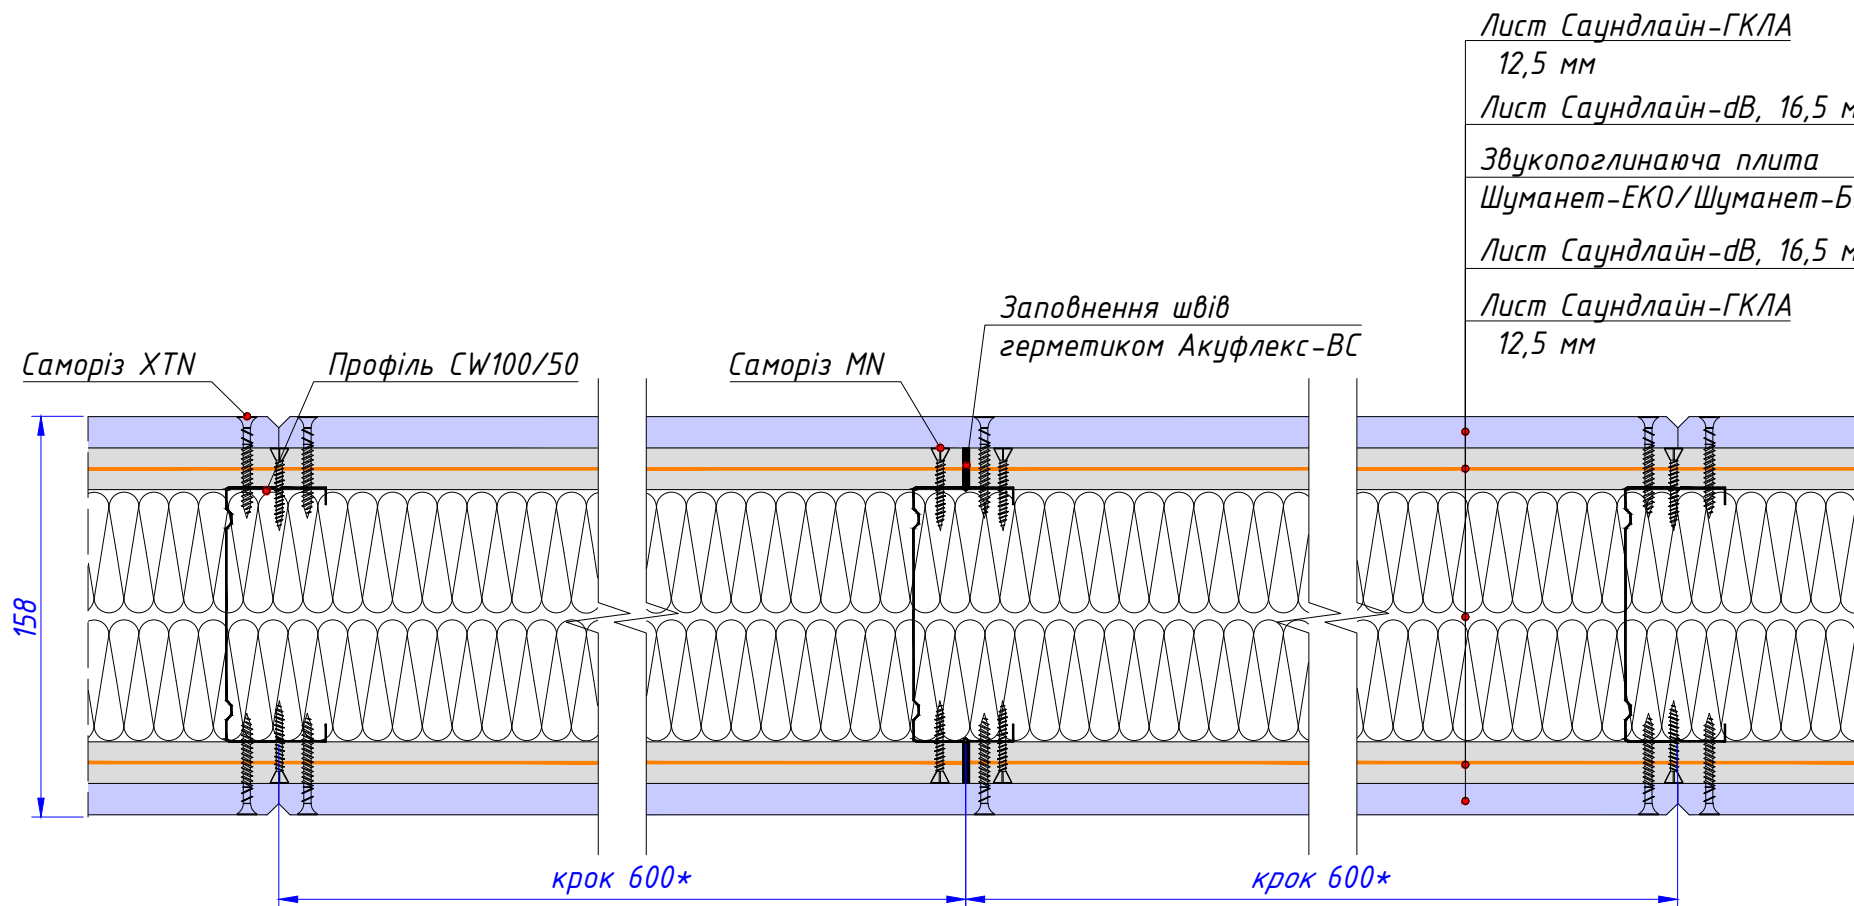 Лист Саундлайн-ГКЛА
12,5 мм
Лист Саундлайн-dB, 16,5 м
Звукопоглинаюча плита
Шуманет-ЕКО/Шуманет-Б
Лист Саундлайн-dB, 16,5 м
Лист Саундлайн-ГКЛА
12,5 мм
Заповнення швів
герметиком Акуфлекс-ВС
Саморіз XTN
Профіль CW100/50
Саморіз MN
158
крок 600*
крок 600*